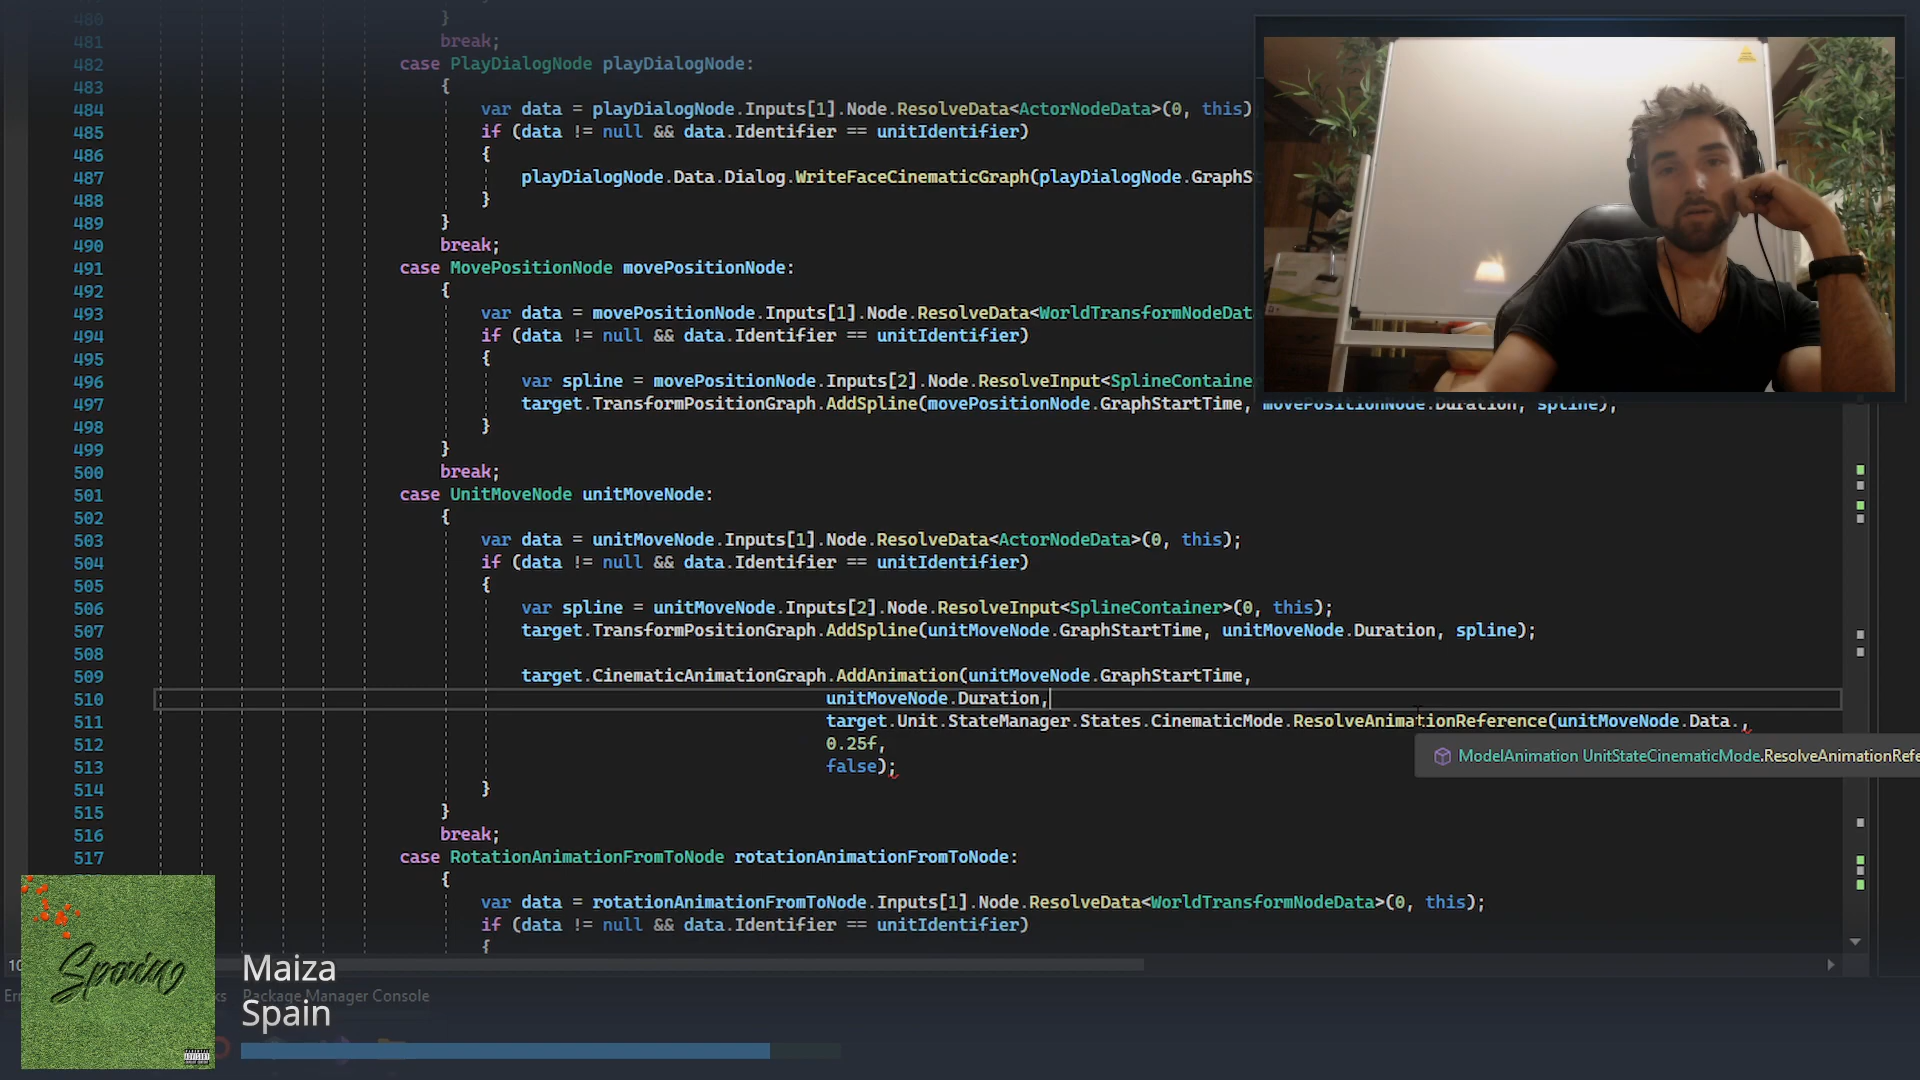 480 }
481 break;
482 case PlayDialogNode playDialogNode:
483 {
484 var data = playDialogNode.Inputs[1].Node.ResolveData<ActorNodeData>(0, this)
485 if (data != null && data.Identifier == unitIdentifier)
486 {
487 playDialogNode.Data.Dialog.WriteFaceCinematicGraph(playDialogNode.GraphS
488 }
489 }
490 break;
491 case MovePositionNode movePositionNode:
492 {
493 var data = movePositionNode.Inputs[1].Node.ResolveData<WorldTransformNodeDat
494 if (data != null && data.Identifier == unitIdentifier)
495 {
496 var spline = movePositionNode.Inputs[2].Node.ResolveInput<SplineContaine
497 target.TransformPositionGraph.AddSpline(movePositionNode.GraphStartTime, movePositionNode.Duration, spline);
498 }
499 }
500 break;
501 case UnitMoveNode unitMoveNode:
502 {
503 var data = unitMoveNode.Inputs[1].Node.ResolveData<ActorNodeData>(0, this);
504 if (data != null && data.Identifier == unitIdentifier)
505 {
506 var spline = unitMoveNode.Inputs[2].Node.ResolveInput<SplineContainer>(0, this);
507 target.TransformPositionGraph.AddSpline(unitMoveNode.GraphStartTime, unitMoveNode.Duration, spline);
508
509 target.CinematicAnimationGraph.AddAnimation(unitMoveNode.GraphStartTime,
510 unitMoveNode.Duration,
511 target.Unit.StateManager.States.CinematicMode.ResolveAnimationReference(unitMoveNode.Data.,
512 0.25f,
ModelAnimation UnitStateCinematicMode.ResolveAnimationRefe
513 false);
514 }
515 }
516 break;
517 case RotationAnimationFromToNode rotationAnimationFromToNode:
{
var data = rotationAnimationFromToNode.Inputs[1].Node.ResolveData<WorldTransformNodeData>(0, this);
if (data != null && data.Identifier == unitIdentifier)
{
Spain
Maiza
Package Manager Console
Spain